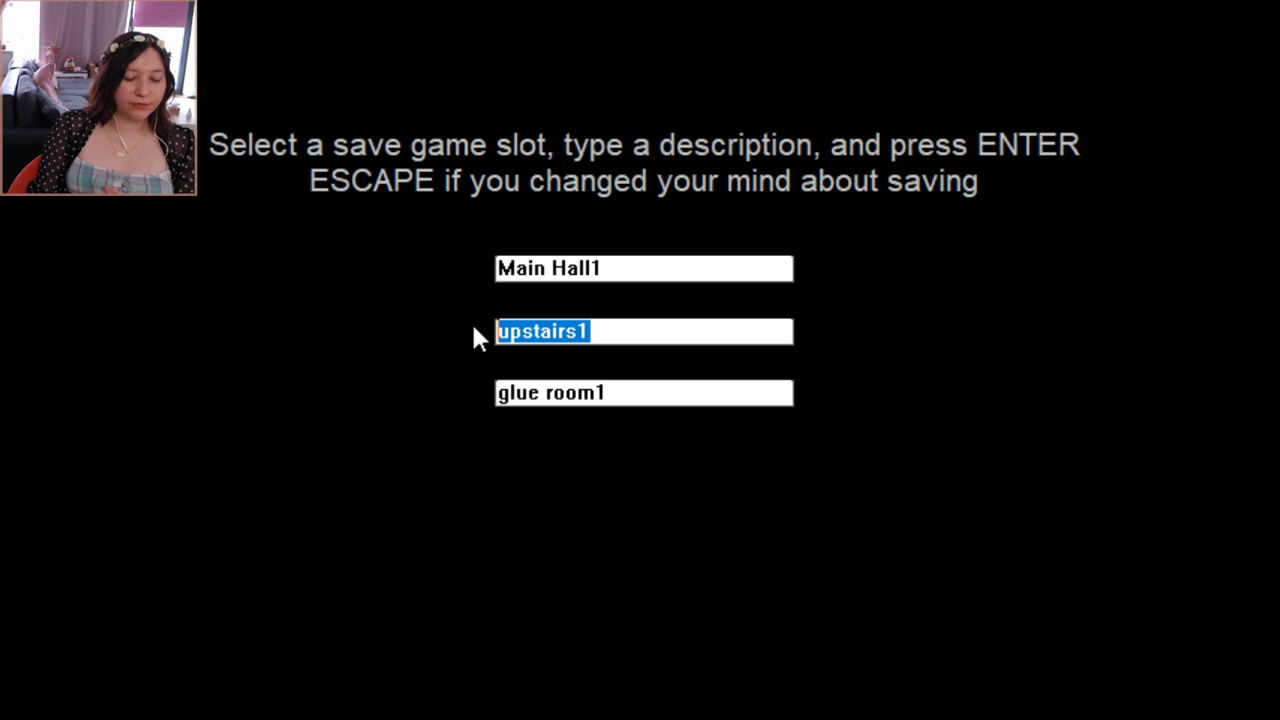 Select a save game slot, type a description, and press ENTER
ESCAPE if you changed your mind about saving
Main Hall1
upstairs1
glue room1